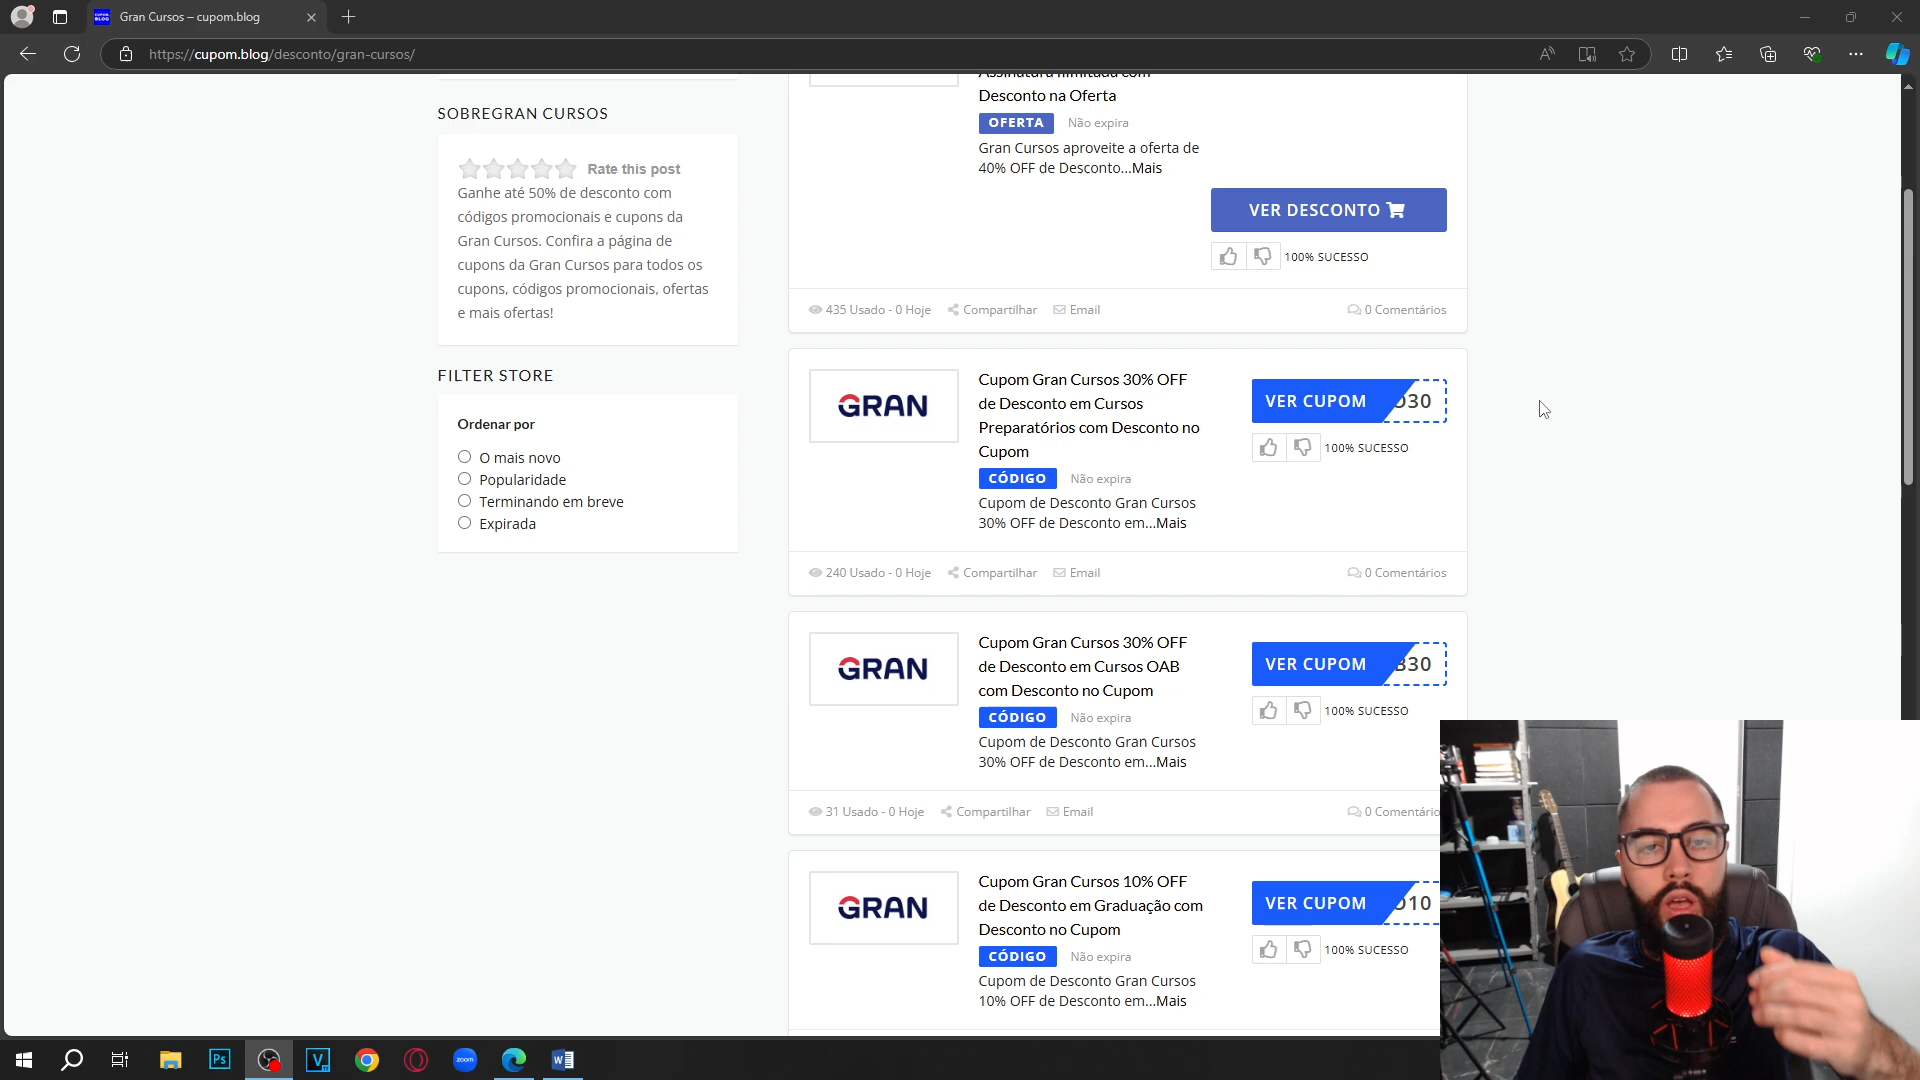 Gran Cursos – cupom.blog
https://cupom.blog/desconto/gran-cursos/
SOBREGRAN CURSOS
Rate this post
Ganhe até 50% de desconto com
códigos promocionais e cupons da
Gran Cursos. Confira a página de
cupons da Gran Cursos para todos os
cupons, códigos promocionais, ofertas
e mais ofertas!
FILTER STORE
Ordenar por
O mais novo
Popularidade
Terminando em breve
Expirada
Assinatura Ilimitada com
Desconto na Oferta
OFERTA Não expira
Gran Cursos aproveite a oferta de
40% OFF de Desconto...Mais
VER DESCONTO
100% SUCESSO
435 Usado - 0 Hoje Compartilhar Email 0 Comentários
GRAN
Cupom Gran Cursos 30% OFF
de Desconto em Cursos
Preparatórios com Desconto no
Cupom
CÓDIGO Não expira
Cupom de Desconto Gran Cursos
30% OFF de Desconto em...Mais
VER CUPOM O30
100% SUCESSO
240 Usado - 0 Hoje Compartilhar Email 0 Comentários
GRAN
Cupom Gran Cursos 30% OFF
de Desconto em Cursos OAB
com Desconto no Cupom
CÓDIGO Não expira
Cupom de Desconto Gran Cursos
30% OFF de Desconto em...Mais
VER CUPOM B30
100% SUCESSO
31 Usado - 0 Hoje Compartilhar Email 0 Comentário
GRAN
Cupom Gran Cursos 10% OFF
de Desconto em Graduação com
Desconto no Cupom
CÓDIGO Não expira
Cupom de Desconto Gran Cursos
10% OFF de Desconto em...Mais
VER CUPOM O10
100% SUCESSO
Ps
V
zoom
W